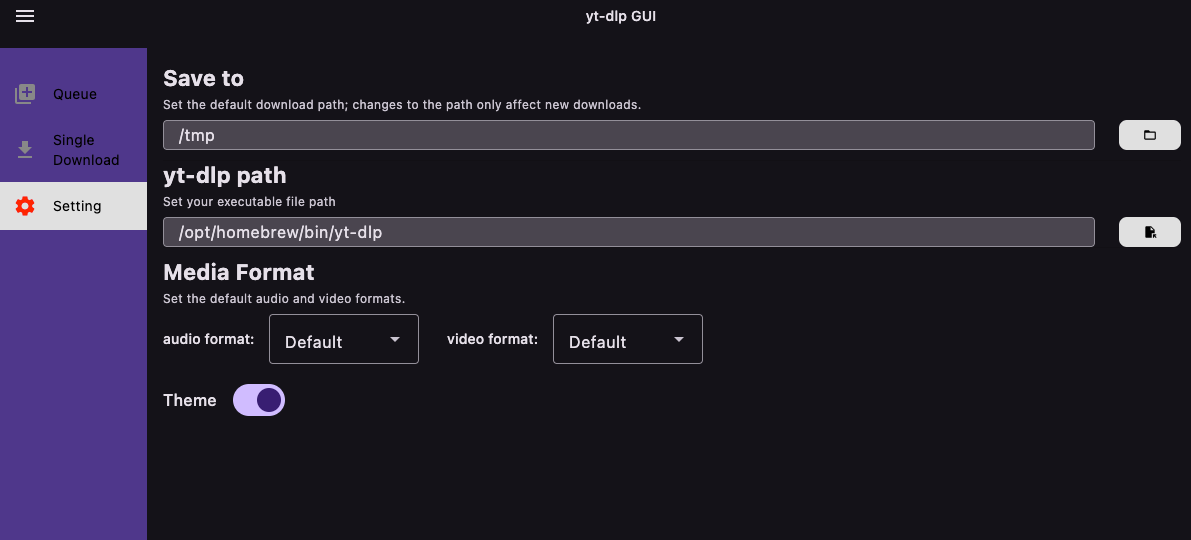 yt-dlp GUI
Queue
Single
Download
Setting
Save to
Set the default download path; changes to the path only affect new downloads.
/tmp
yt-dlp path
Set your executable file path
/opt/homebrew/bin/yt-dlp
Media Format
Set the default audio and video formats.
audio format: Default video format: Default
Theme